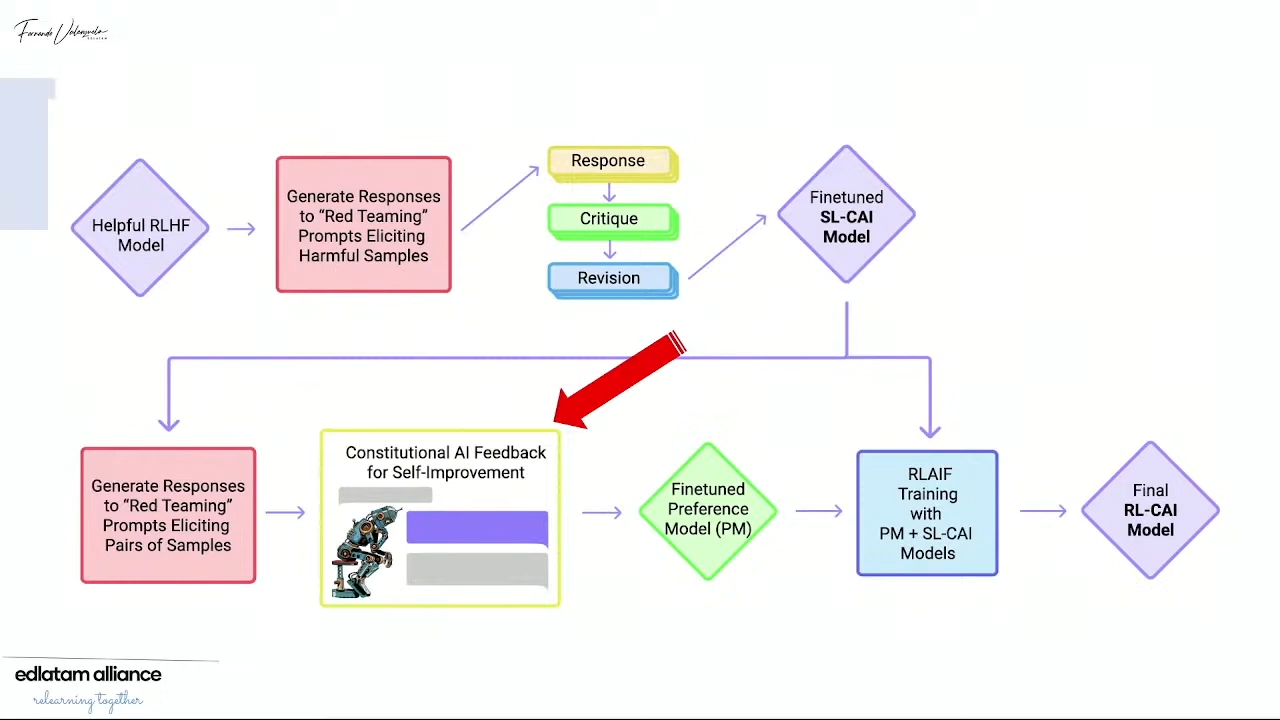 Fernando Valenzuela
Helpful RLHF
Model
Generate Responses
to “Red Teaming”
Prompts Eliciting
Harmful Samples
Response
Critique
Revision
Finetuned
SL-CAI
Model
Generate Responses
to “Red Teaming”
Prompts Eliciting
Pairs of Samples
Constitutional AI Feedback
for Self-Improvement
Finetuned
Preference
Model (PM)
RLAIF
Training
with
PM + SL-CAI
Models
Final
RL-CAI
Model
edlatam alliance
relearning together